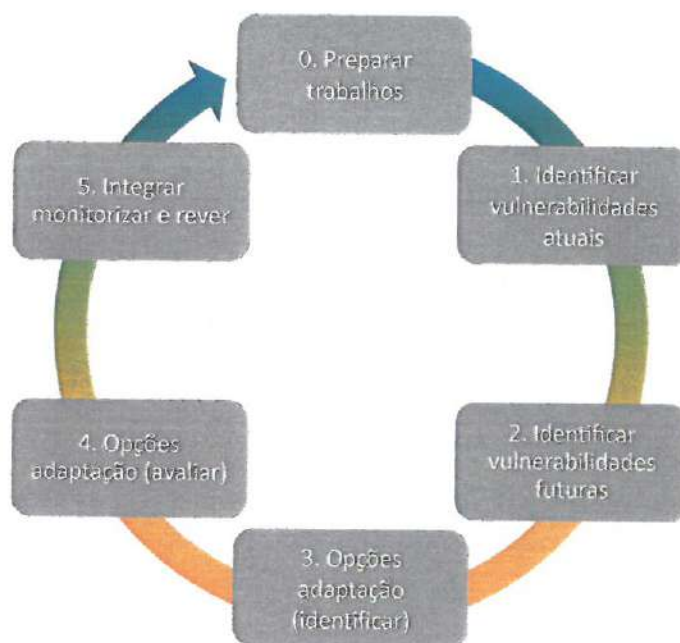 0. Preparar
trabalhos
1. Identificar
vulnerabilidades
atuais
2. Identificar
vulnerabilidades
futuras
3. Opções
adaptação
(identificar)
4. Opções
adaptação (avaliar)
5. Integrar
monitorizar e rever